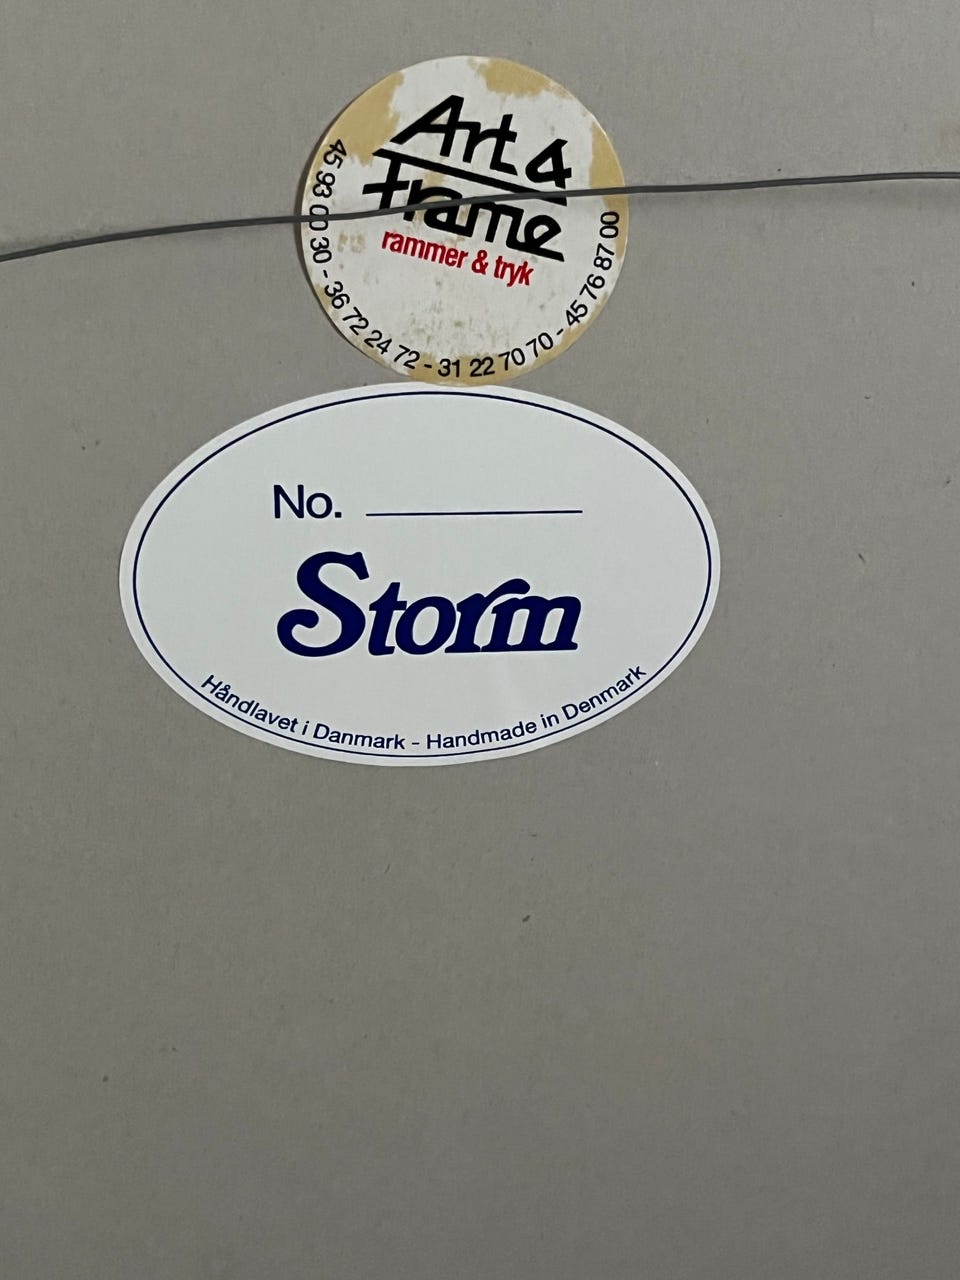 Art &
Frame
rammer & tryk
45 93 00 30 - 36 72 24 72 - 31 22 70 70 - 45 76 87 00
No. ____________
Storm
Håndlavet i Danmark - Handmade in Denmark